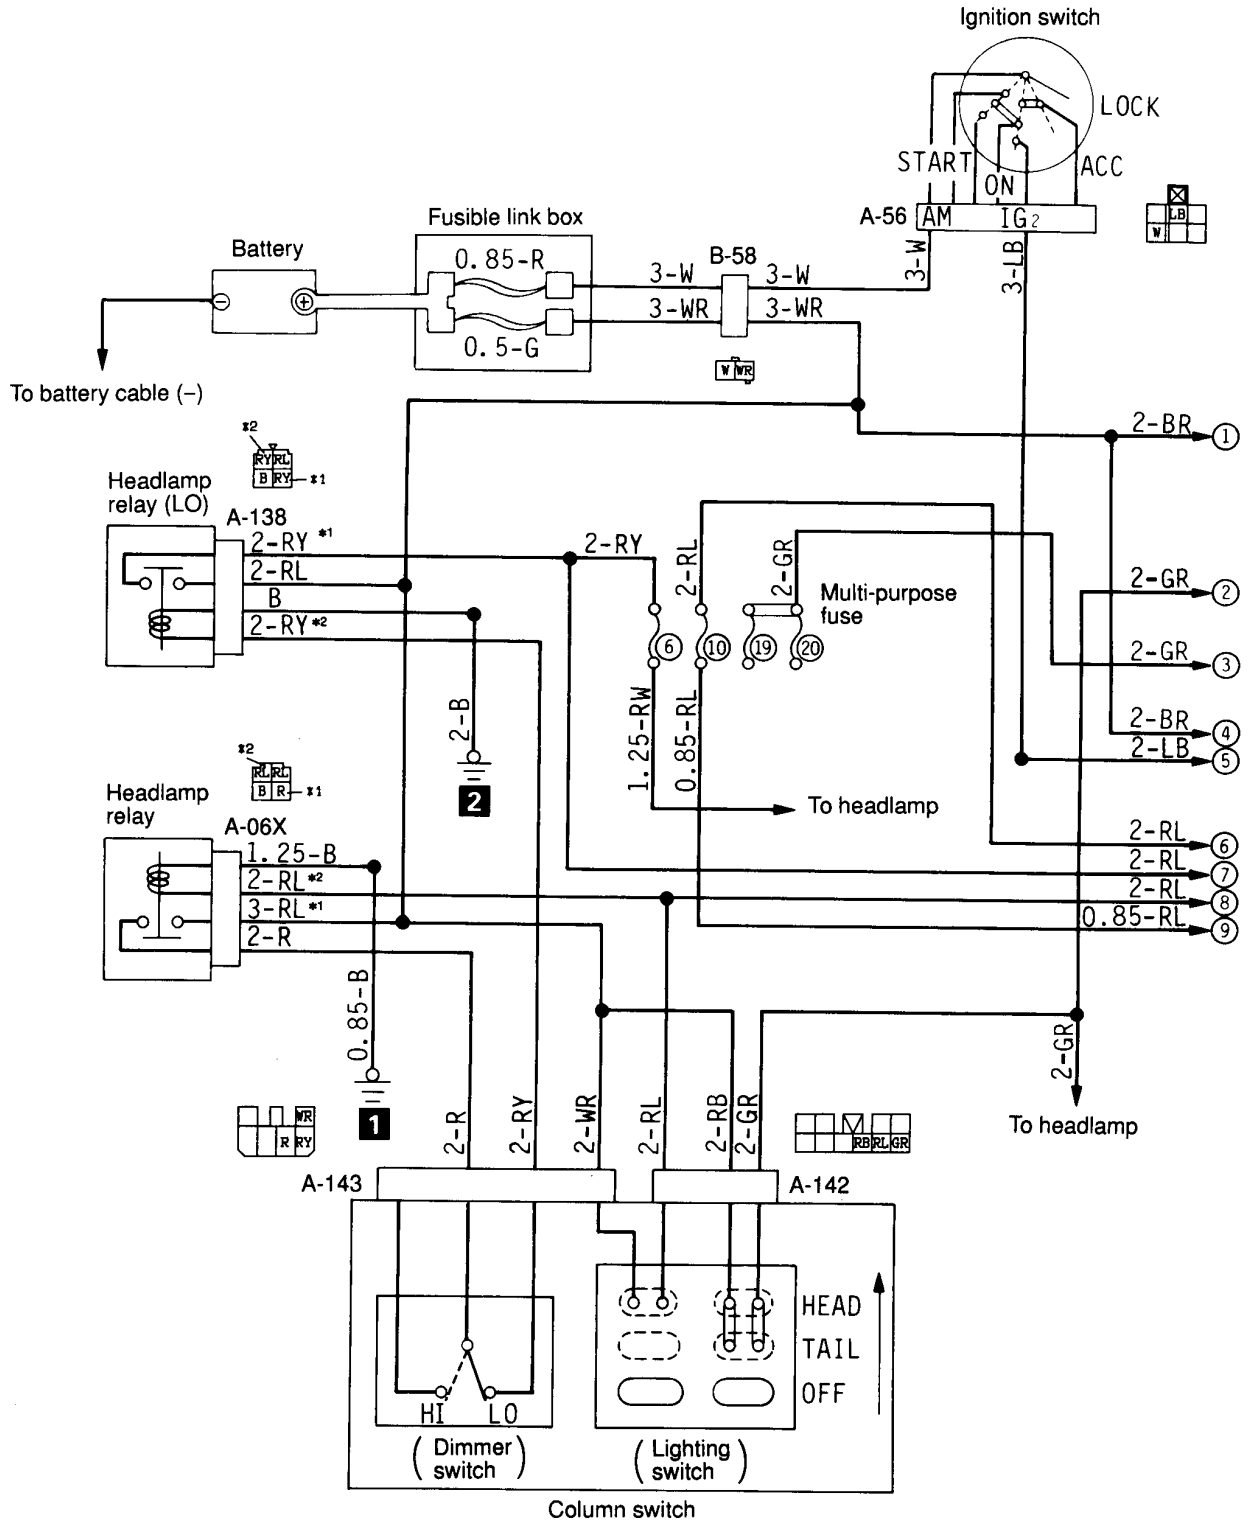 Ignition switch
LOCK
START
ACC
ON
A-56
AM
IG2
LB
W
3-W
3-LB
Fusible link box
Battery
0.85-R
0.5-G
B-58
3-W
3-W
3-WR
3-WR
W WR
To battery cable (−)
2-BR
1
*2
RY RL
B RY
*1
Headlamp
relay (LO)
A-138
2-RY *1
2-RL
B
2-RY*2
2-RY
2-RL
2-GR
Multi-purpose
fuse
6
10
19
20
2-GR
2
2-GR
3
2-BR
4
2-LB
5
2-B
2
1.25-RW
0.85-RL
To headlamp
*2
RL RL
B R
*1
Headlamp
relay
A-06X
1.25-B
2-RL*2
3-RL*1
2-R
2-RL
6
2-RL
7
2-RL
8
0.85-RL
9
0.85-B
1
2-GR
To headlamp
WR
R RY
2-R
2-RY
2-WR
2-RL
2-RB
2-GR
RB RL GR
A-143
A-142
HEAD
TAIL
OFF
HI
LO
(Dimmer
switch)
(Lighting
switch)
Column switch